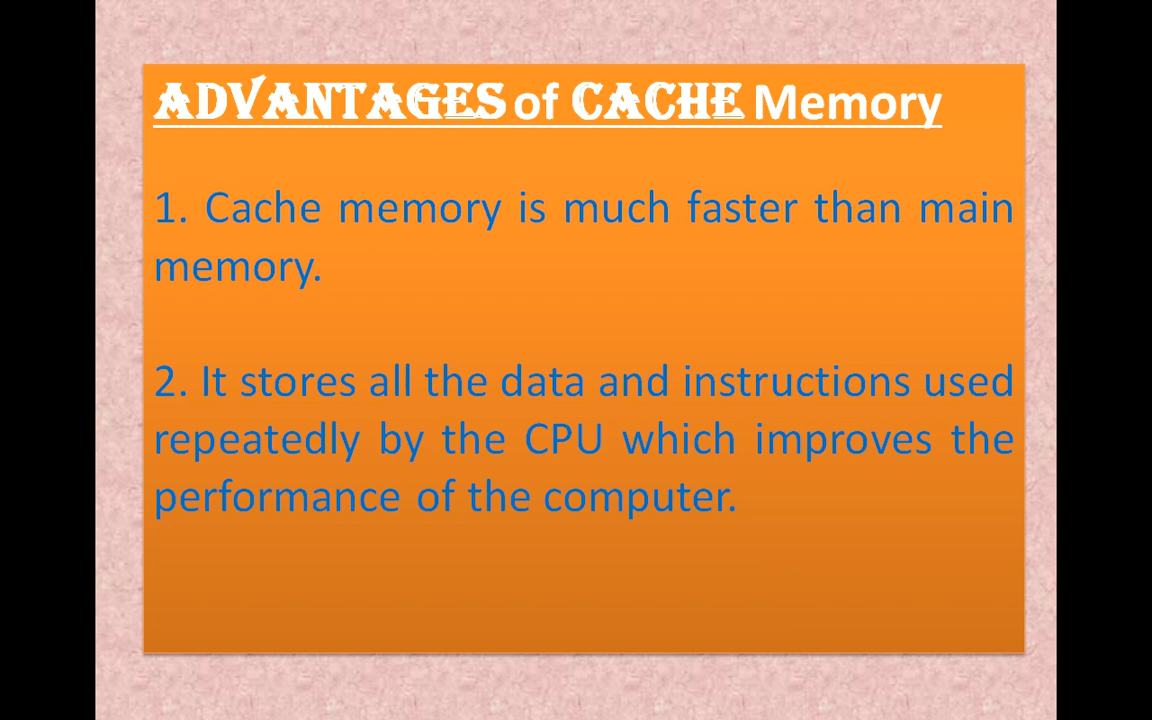 ADVANTAGES of CACHE Memory
1. Cache memory is much faster than main
memory.
2. It stores all the data and instructions used
repeatedly by the CPU which improves the
performance of the computer.